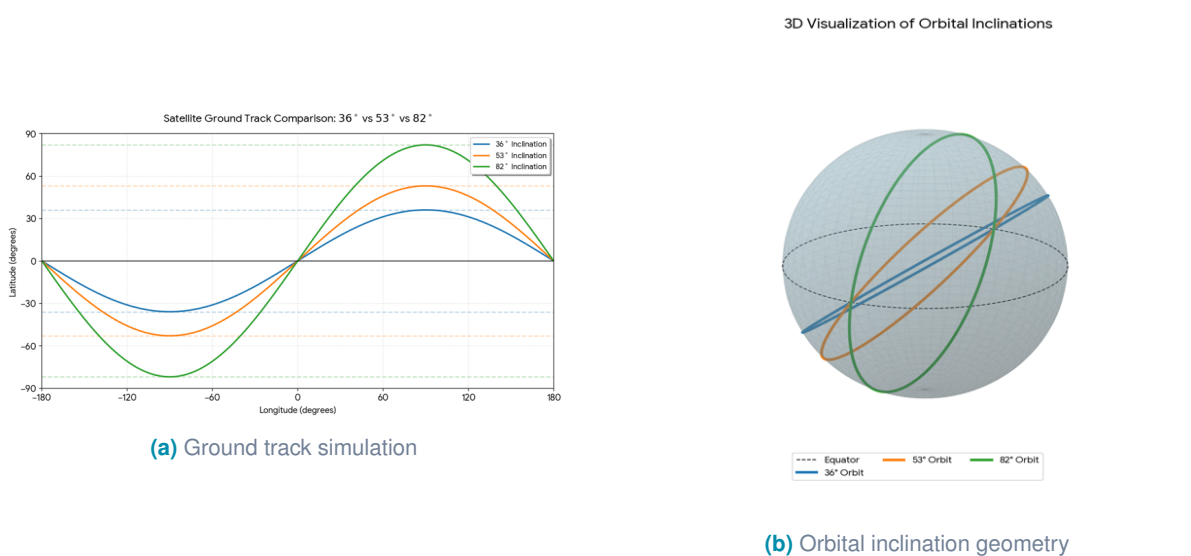 3D Visualization of Orbital Inclinations
Satellite Ground Track Comparison: 36° vs 53° vs 82°
90
60
30
0
−30
−60
−90
Latitude (degrees)
36° Inclination
53° Inclination
82° Inclination
−180
−120
−60
0
60
120
180
Longitude (degrees)
(a) Ground track simulation
Equator
36° Orbit
53° Orbit
82° Orbit
(b) Orbital inclination geometry